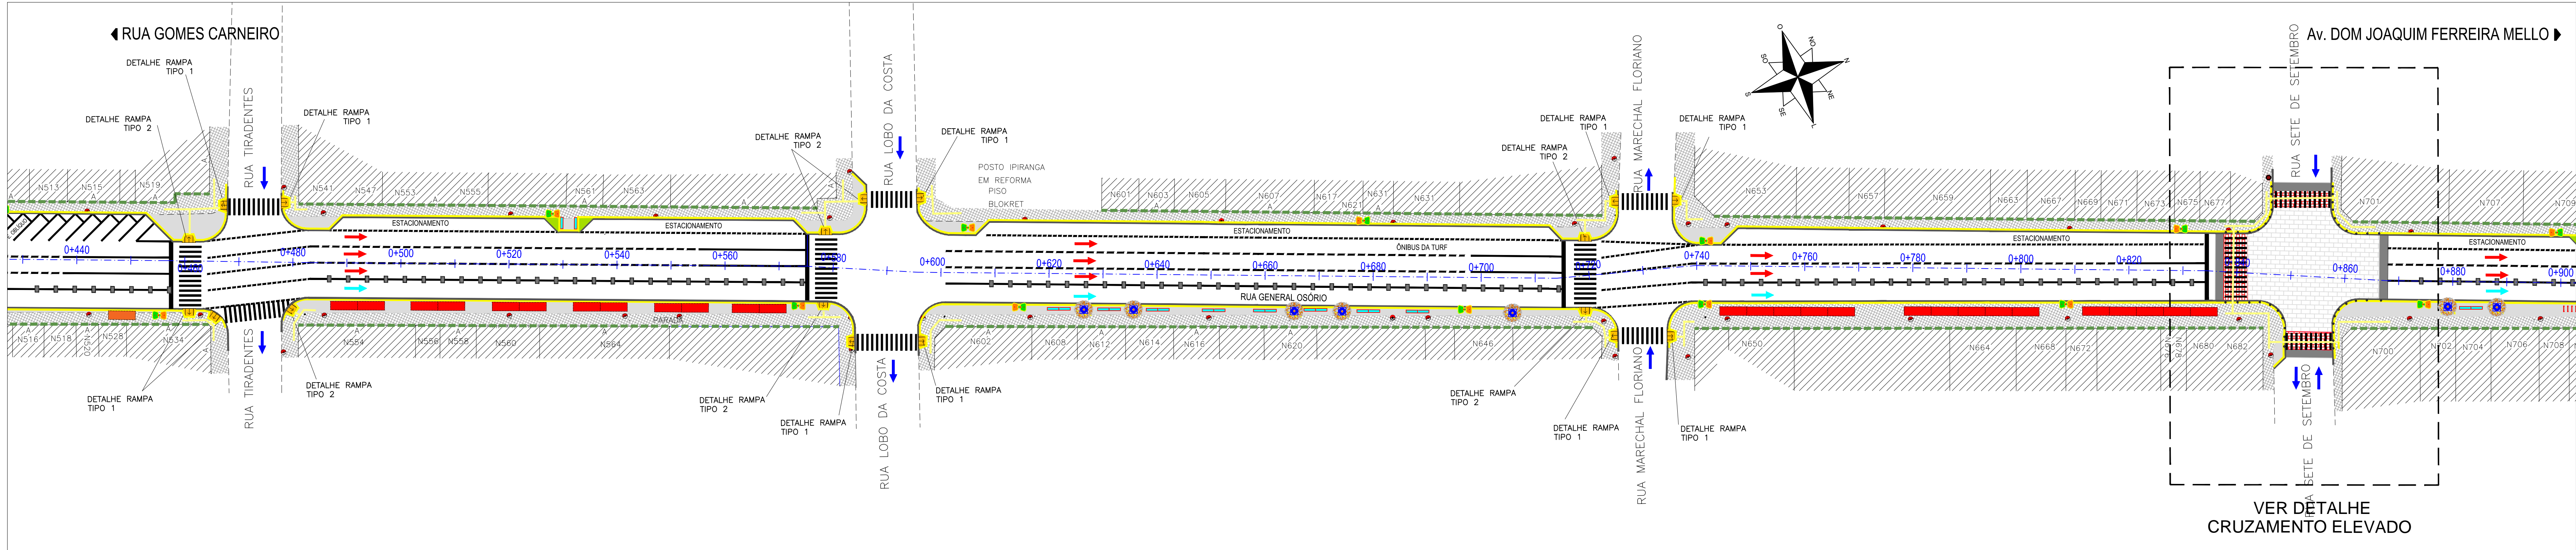 RUA GOMES CARNEIRO
Av. DOM JOAQUIM FERREIRA MELLO
DETALHE RAMPA
TIPO 1
DETALHE RAMPA
TIPO 2
RUA TIRADENTES
DETALHE RAMPA
TIPO 1
DETALHE RAMPA
TIPO 2
RUA LOBO DA COSTA
DETALHE RAMPA
TIPO 1
POSTO IPIRANGA
EM REFORMA
PISO
BLOKRET
DETALHE RAMPA
TIPO 1
DETALHE RAMPA
TIPO 2
RUA MARECHAL FLORIANO
DETALHE RAMPA
TIPO 1
O
NO
N
NE
L
SE
S
SO
RUA SETE DE SETEMBRO
N513
N515
N519
N541
N547
N553
N555
N561
N563
N601
N603
N605
N607
N617
N621
N631
N631
N653
N657
N659
N663
N667
N669
N671
N673
N675
N677
N701
N707
N709
ESTACIONAMENTO
ESTACIONAMENTO
ESTACIONAMENTO
ÔNIBUS DA TURF
ESTACIONAMENTO
ESTACIONAMENTO
0+440
0+480
0+500
0+520
0+540
0+560
0+580
0+600
0+620
0+640
0+660
0+680
0+700
0+740
0+760
0+780
0+800
0+820
0+860
0+880
0+900
RUA GENERAL OSÓRIO
PARADA
N516
N518
N520
N528
N534
N554
N556
N558
N560
N564
N602
N608
N612
N614
N616
N620
N646
N650
N664
N668
N672
N676
N678
N680
N682
N700
N702
N704
N706
N708
DETALHE RAMPA
TIPO 1
RUA TIRADENTES
DETALHE RAMPA
TIPO 2
DETALHE RAMPA
TIPO 2
DETALHE RAMPA
TIPO 1
RUA LOBO DA COSTA
DETALHE RAMPA
TIPO 1
DETALHE RAMPA
TIPO 2
DETALHE RAMPA
TIPO 1
RUA MARECHAL FLORIANO
DETALHE RAMPA
TIPO 1
RUA SETE DE SETEMBRO
VER DETALHE
CRUZAMENTO ELEVADO